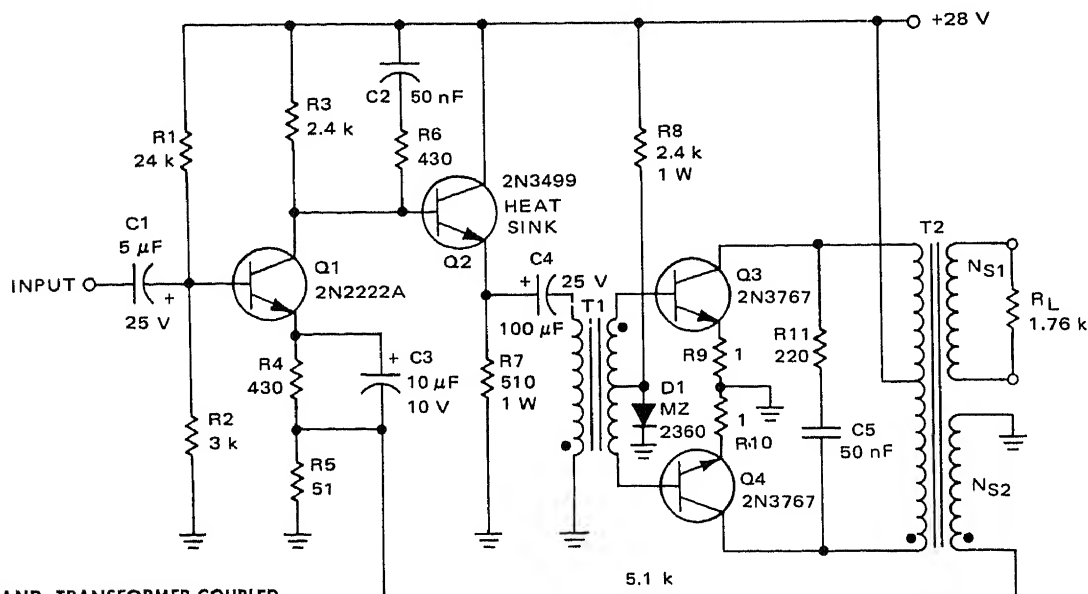 +28 V
C2
50 nF
R3
2.4 k
R1
24 k
R6
430
R8
2.4 k
1 W
2N3499
HEAT
SINK
T2
C1
5 µF
C4
25 V
NS1
Q1
2N2222A
Q2
T1
Q3
2N3767
RL
1.76 k
INPUT
+
25 V
+
100 µF
R9
1
R11
220
R4
430
+
C3
10 µF
10 V
R7
510
1 W
D1
MZ
2360
1
R10
R2
3 k
C5
50 nF
R5
51
Q4
2N3767
NS2
5.1 k
AND, TRANSFORMER-COUPLED